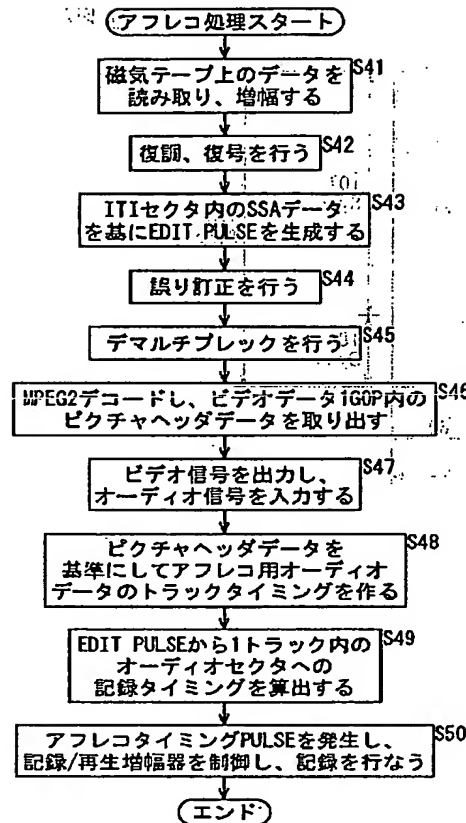 アフレコ処理スタート
磁気テープ上のデータを
読み取り、増幅する
S41
復調、復号を行う
S42
ITIセクタ内のSSAデータ
を基にEDIT PULSEを生成する
S43
誤り訂正を行う
S44
デマルチプレックを行う
S45
MPEG2デコードし、ビデオデータ1GOP内の
ピクチャヘッダデータを取り出す
S46
ビデオ信号を出力し、
オーディオ信号を入力する
S47
ピクチャヘッダデータを
基準にしてアフレコ用オーディオ
データのトラックタイミングを作る
S48
EDIT PULSEから1トラック内の
オーディオセクタへの
記録タイミングを算出する
S49
アフレコタイミングPULSEを発生し、
記録/再生増幅器を制御し、記録を行なう
S50
エンド